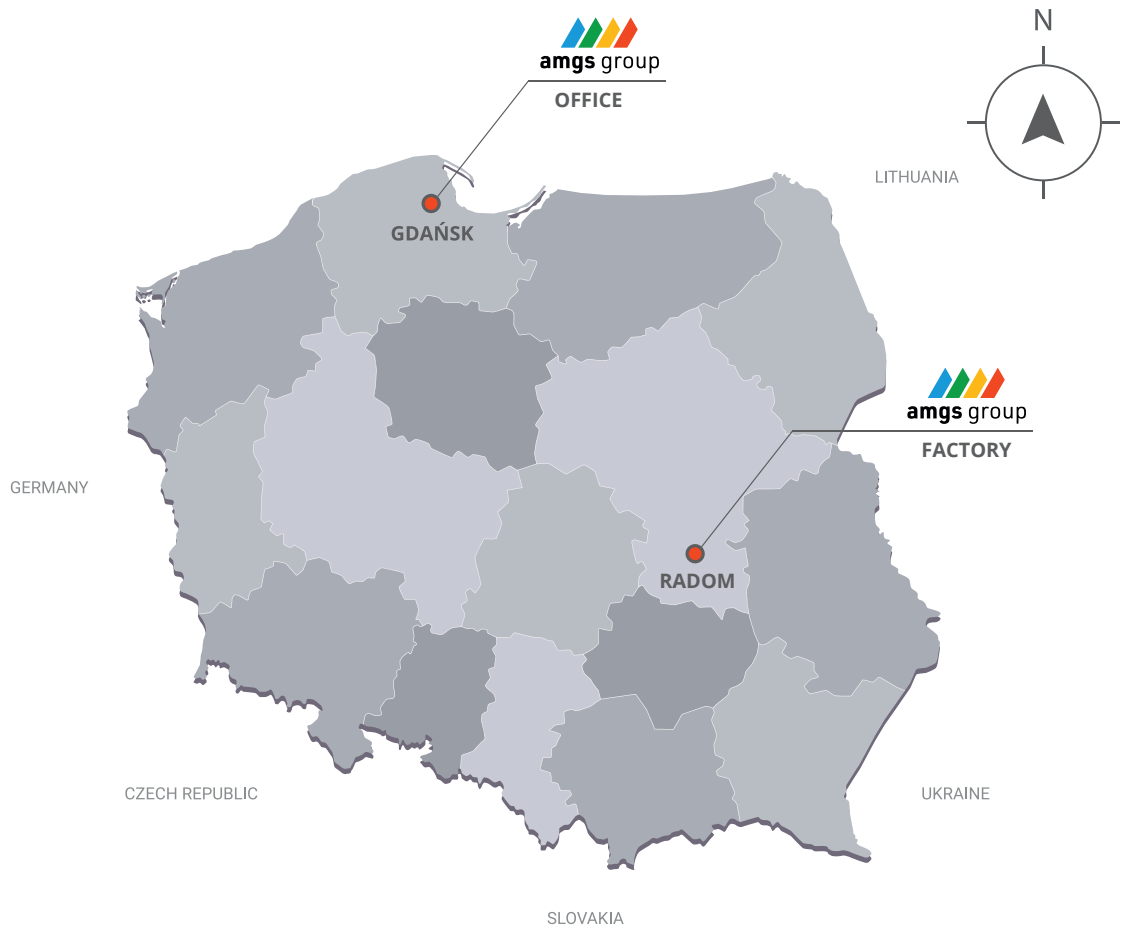 N
amgs group
OFFICE
LITHUANIA
GDAŃSK
amgs group
FACTORY
GERMANY
RADOM
CZECH REPUBLIC
UKRAINE
SLOVAKIA